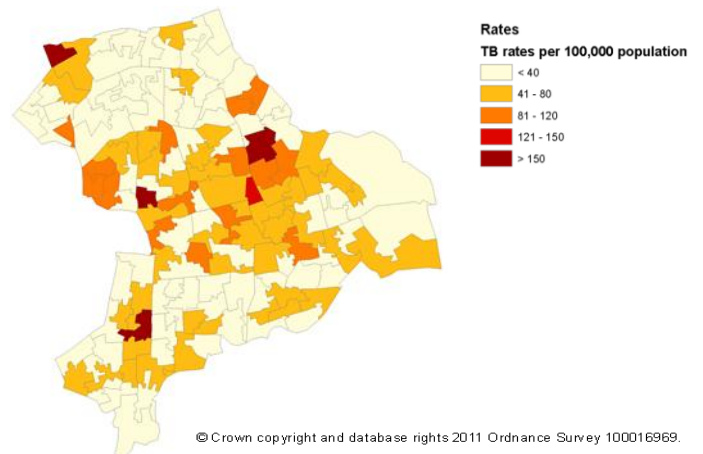 Rates
TB rates per 100,000 population
< 40
41 - 80
81 - 120
121 - 150
> 150
© Crown copyright and database rights 2011 Ordnance Survey 100016969.